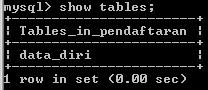 mysql> show tables;
+-----------------------+
| Tables_in_pendaftaran |
+-----------------------+
| data_diri             |
+-----------------------+
1 row in set (0.00 sec)